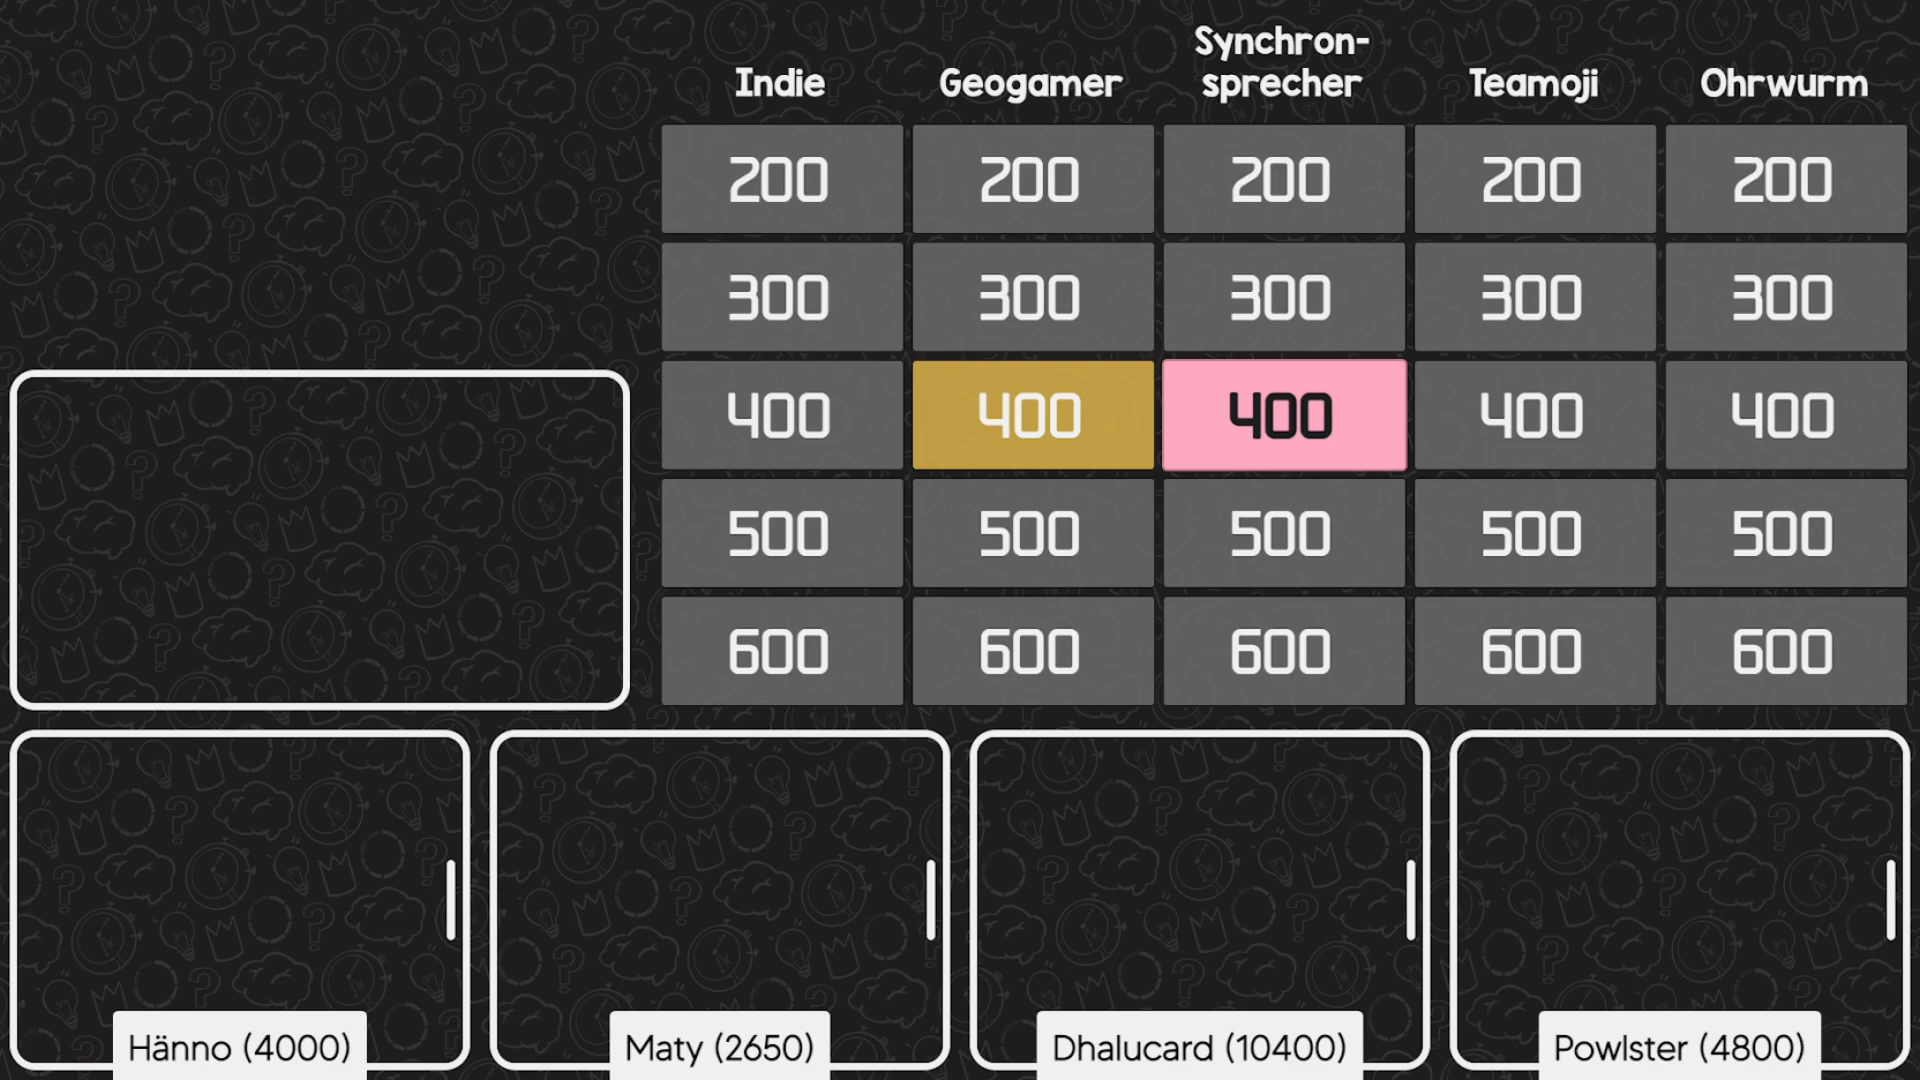 Indie Geogamer Synchron-
sprecher Teamoji Ohrwurm
200 200 200 200 200
300 300 300 300 300
400 400 400 400 400
500 500 500 500 500
600 600 600 600 600
Hänno (4000) Maty (2650) Dhalucard (10400) Powlster (4800)